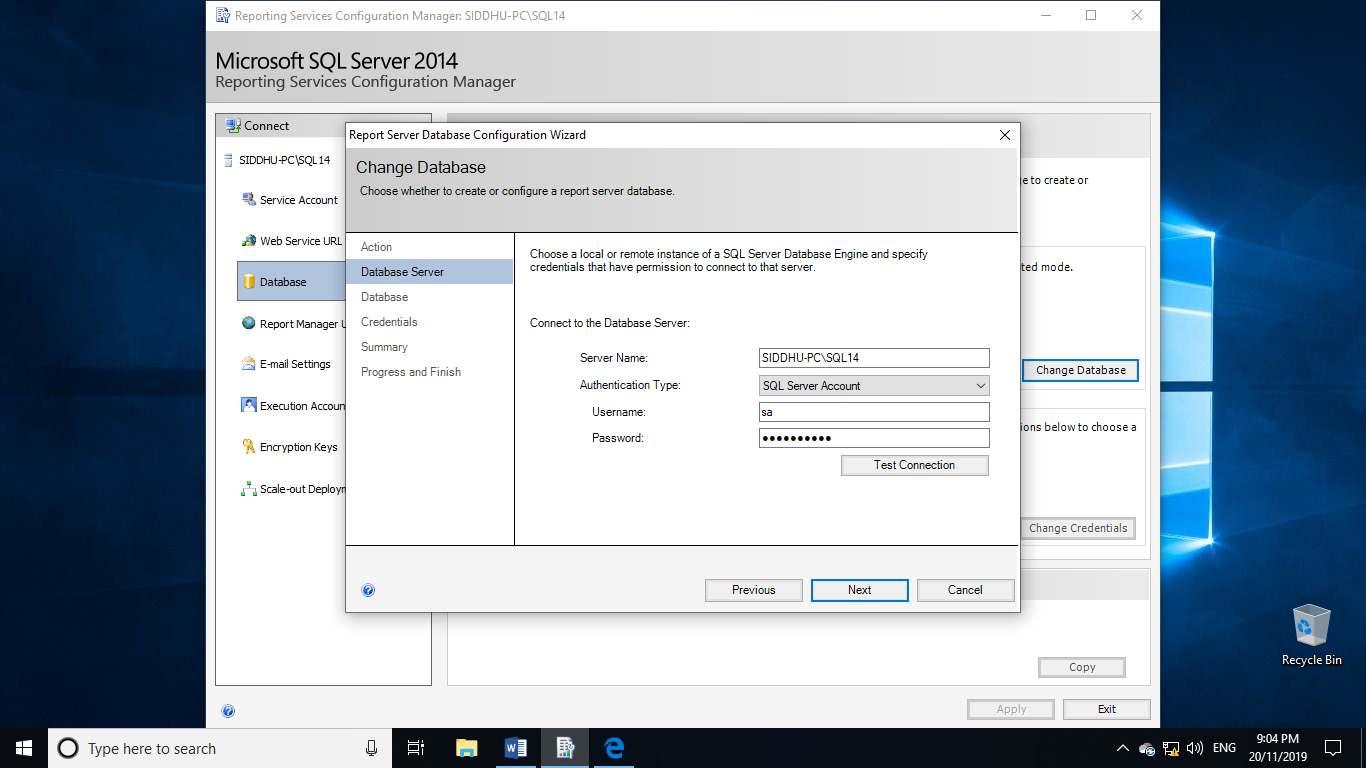 Reporting Services Configuration Manager: SIDDHU-PC\SQL14
Microsoft SQL Server 2014
Reporting Services Configuration Manager
Connect
SIDDHU-PC\SQL14
Service Account
Web Service URL
Database
Report Manager U
E-mail Settings
Execution Accoun
Encryption Keys
Scale-out Deploym
Report Server Database Configuration Wizard
Change Database
Choose whether to create or configure a report server database.
Action
Database Server
Database
Credentials
Summary
Progress and Finish
Choose a local or remote instance of a SQL Server Database Engine and specify
credentials that have permission to connect to that server.
Connect to the Database Server:
Server Name: SIDDHU-PC\SQL14
Authentication Type: SQL Server Account
Username: sa
Password: ●●●●●●●●●●
Test Connection
Previous Next Cancel
ge to create or
ted mode.
Change Database
ions below to choose a
Change Credentials
Copy
Apply Exit
Recycle Bin
Type here to search
ENG
9:04 PM
20/11/2019